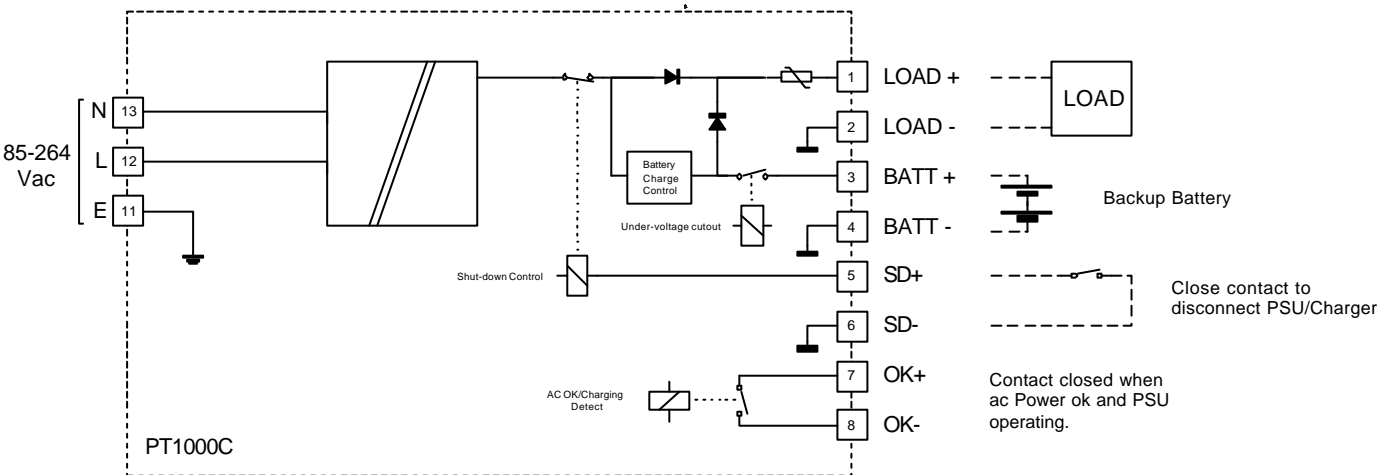 N 13
85-264
Vac
L 12
E 11
1 LOAD +
LOAD
2 LOAD -
Battery
Charge
Control
3 BATT +
Backup Battery
Under-voltage cutout
4 BATT -
Shut-down Control
5 SD+
Close contact to
disconnect PSU/Charger
6 SD-
7 OK+
Contact closed when
ac Power ok and PSU
operating.
AC OK/Charging
Detect
8 OK-
PT1000C